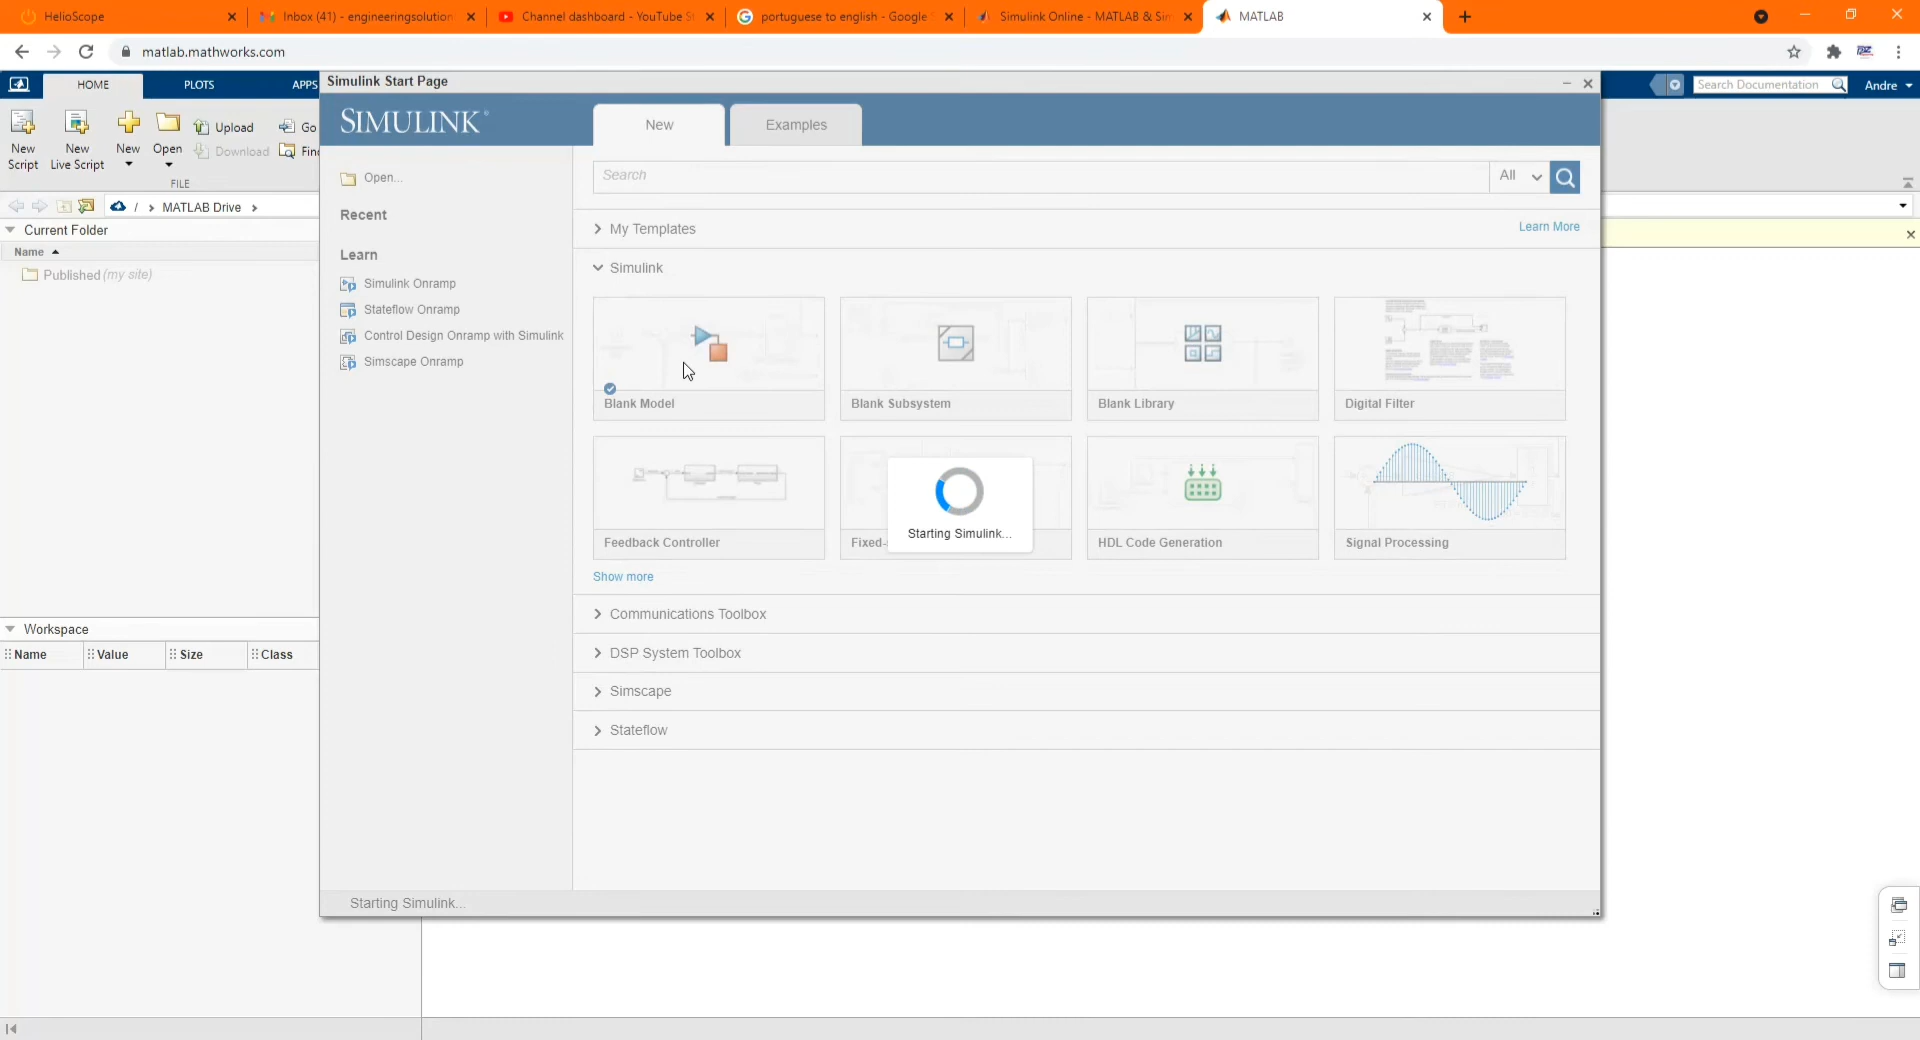 HelioScope
Inbox (41) - engineeringsolution
Channel dashboard - YouTube St
portuguese to english - Google S
Simulink Online - MATLAB & Sim
MATLAB
matlab.mathworks.com
HOME
PLOTS
APPS
Simulink Start Page
Search Documentation
Andre
SIMULINK
New
Examples
New
Script
New
Live Script
New
Open
Upload
Download
Go
Find
FILE
/ > MATLAB Drive >
Open...
Search
All
Recent
Current Folder
My Templates
Learn More
Name
Learn
Published (my site)
Simulink
Simulink Onramp
Stateflow Onramp
Control Design Onramp with Simulink
Simscape Onramp
Blank Model
Blank Subsystem
Blank Library
Digital Filter
Starting Simulink...
Feedback Controller
Fixed-
HDL Code Generation
Signal Processing
Show more
Communications Toolbox
Workspace
Name
Value
Size
Class
DSP System Toolbox
Simscape
Stateflow
Starting Simulink...